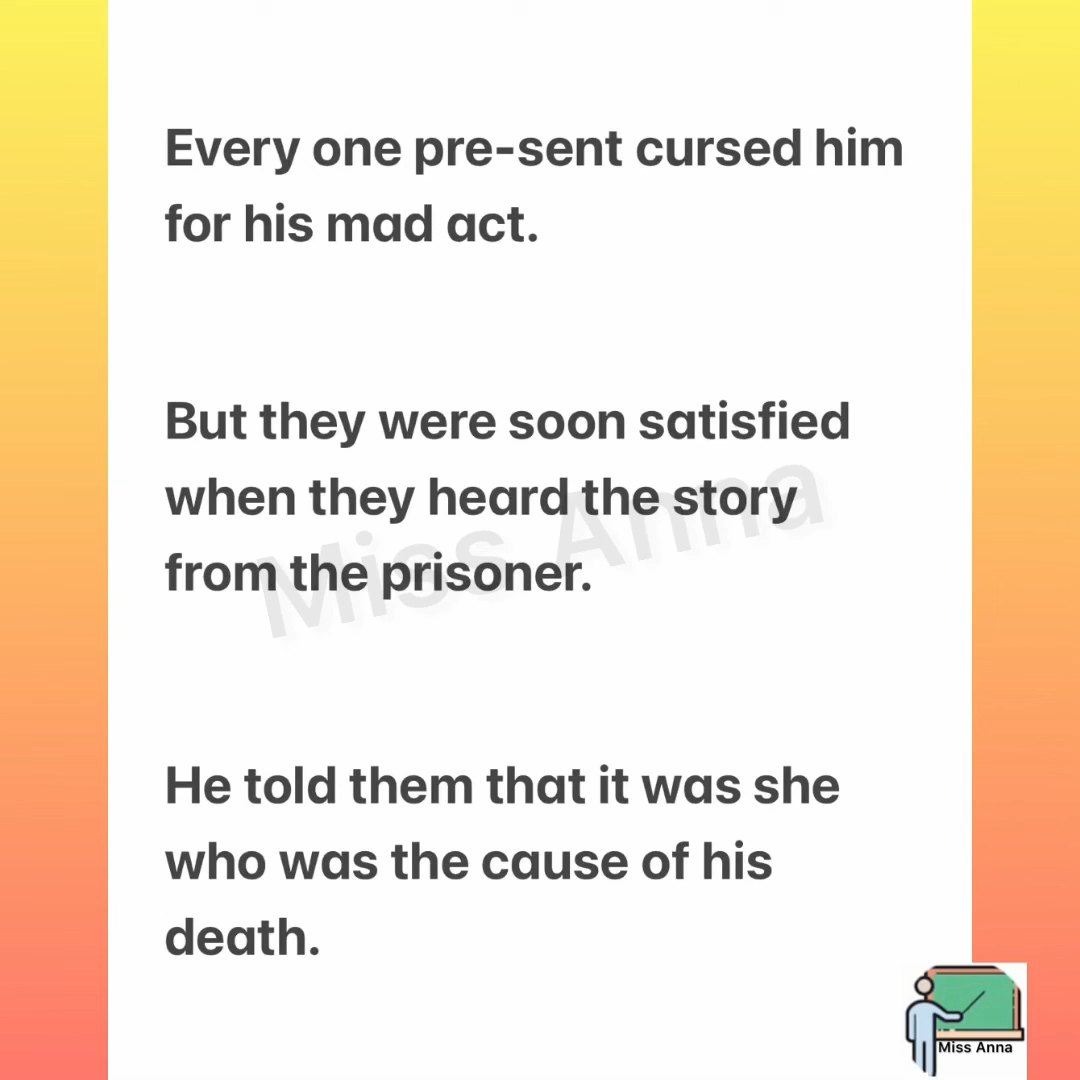 Every one pre-sent cursed him
for his mad act.
But they were soon satisfied
when they heard the story
from the prisoner.
Miss Anna
He told them that it was she
who was the cause of his
death.
Miss Anna